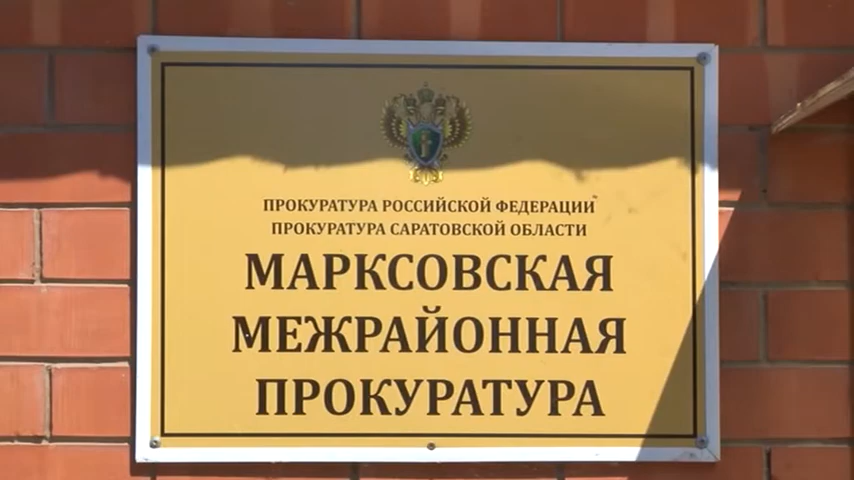 ПРОКУРАТУРА РОССИЙСКОЙ ФЕДЕРАЦИИ
ПРОКУРАТУРА САРАТОВСКОЙ ОБЛАСТИ
МАРКСОВСКАЯ
МЕЖРАЙОННАЯ
ПРОКУРАТУРА